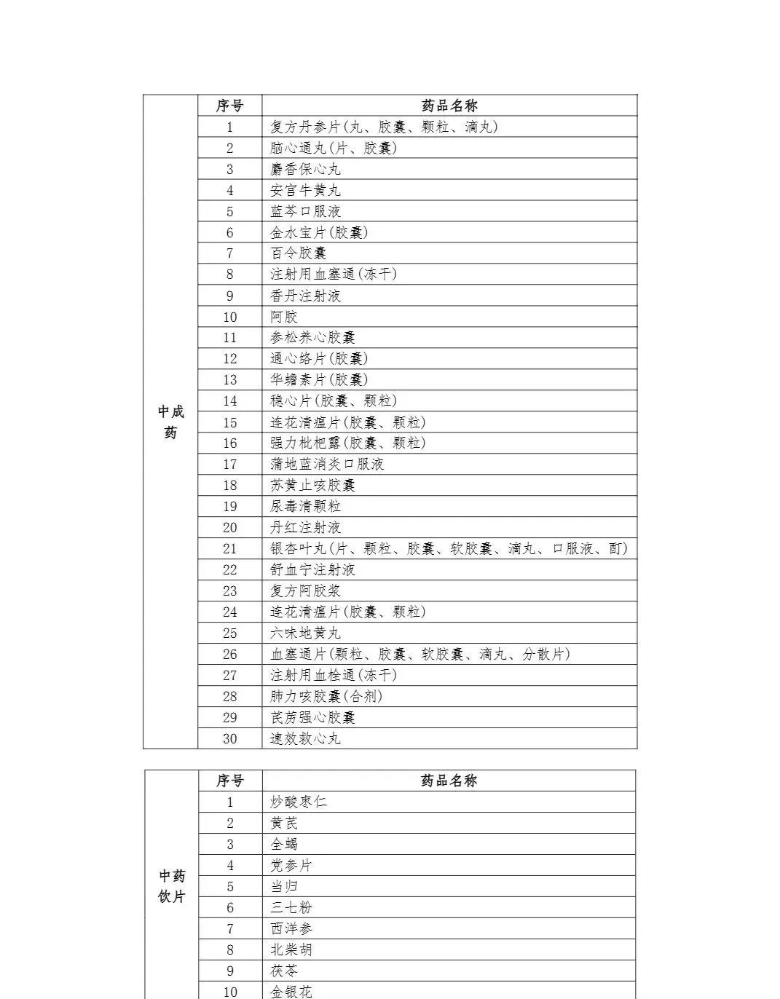 序号 药品名称
1 复方丹参片(丸、胶囊、颗粒、滴丸)
2 脑心通丸(片、胶囊)
3 麝香保心丸
4 安宫牛黄丸
5 蓝芩口服液
6 金水宝片(胶囊)
7 百令胶囊
8 注射用血塞通(冻干)
9 香丹注射液
10 阿胶
11 参松养心胶囊
12 通心络片(胶囊)
13 华蟾素片(胶囊)
14 稳心片(胶囊、颗粒)
中成
药
15 连花清瘟片(胶囊、颗粒)
16 强力枇杷露(胶囊、颗粒)
17 蒲地蓝消炎口服液
18 苏黄止咳胶囊
19 尿毒清颗粒
20 丹红注射液
21 银杏叶丸(片、颗粒、胶囊、软胶囊、滴丸、口服液、酊)
22 舒血宁注射液
23 复方阿胶浆
24 连花清瘟片(胶囊、颗粒)
25 六味地黄丸
26 血塞通片(颗粒、胶囊、软胶囊、滴丸、分散片)
27 注射用血栓通(冻干)
28 肺力咳胶囊(合剂)
29 芪苈强心胶囊
30 速效救心丸
序号 药品名称
1 炒酸枣仁
2 黄芪
3 全蝎
4 党参片
中药
饮片
5 当归
6 三七粉
7 西洋参
8 北柴胡
9 茯苓
10 金银花